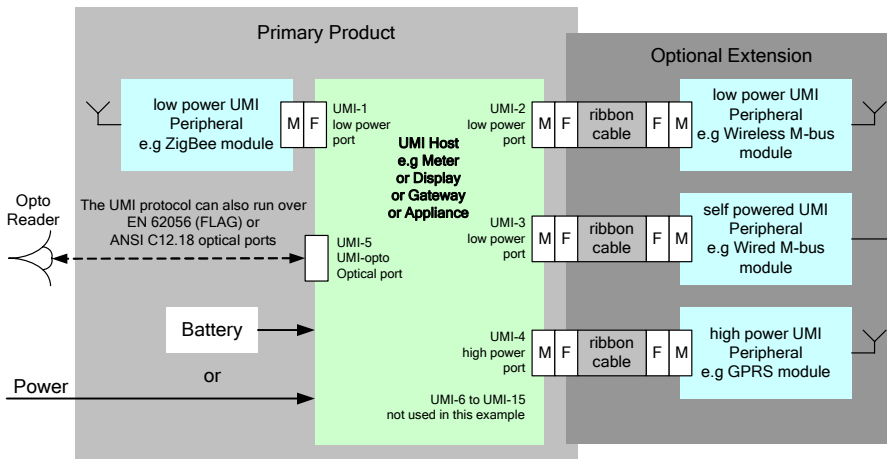 Primary Product
Optional Extension
low power UMI
Peripheral
e.g ZigBee module
M F
UMI-1
low power
port
UMI Host
e.g Meter
or Display
or Gateway
or Appliance
UMI-2
low power
port
M F
ribbon
cable
F M
low power UMI
Peripheral
e.g Wireless M-bus
module
Opto
Reader
The UMI protocol can also run over
EN 62056 (FLAG) or
ANSI C12.18 optical ports
UMI-5
UMI-opto
Optical port
UMI-3
low power
port
M F
ribbon
cable
F M
self powered UMI
Peripheral
e.g Wired M-bus
module
Battery
or
Power
UMI-4
high power
port
M F
ribbon
cable
F M
high power UMI
Peripheral
e.g GPRS module
UMI-6 to UMI-15
not used in this example